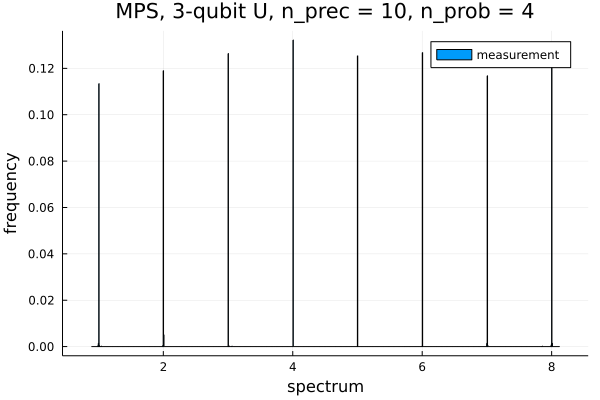 MPS, 3-qubit U, n_prec = 10, n_prob = 4
measurement
frequency
0.12
0.10
0.08
0.06
0.04
0.02
0.00
2
4
6
8
spectrum